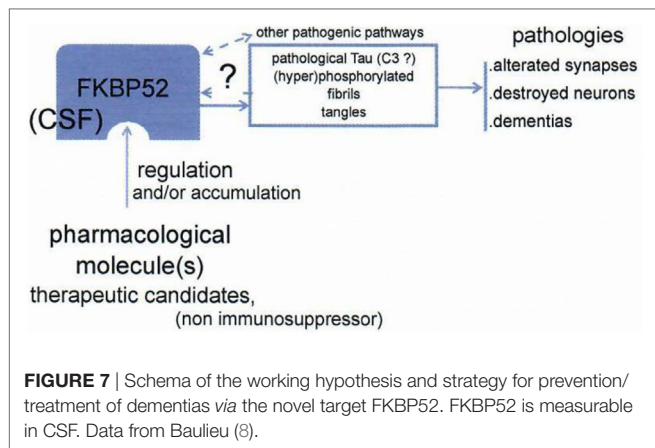 other pathogenic pathways
pathologies
pathological Tau (C3 ?)
(hyper)phosphorylated
fibrils
tangles
?
.alterated synapses
.destroyed neurons
.dementias
FKBP52
(CSF)
regulation
and/or accumulation
pharmacological
molecule(s)
therapeutic candidates,
(non immunosuppressor)
FIGURE 7 | Schema of the working hypothesis and strategy for prevention/
treatment of dementias via the novel target FKBP52. FKBP52 is measurable
in CSF. Data from Baulieu (8).